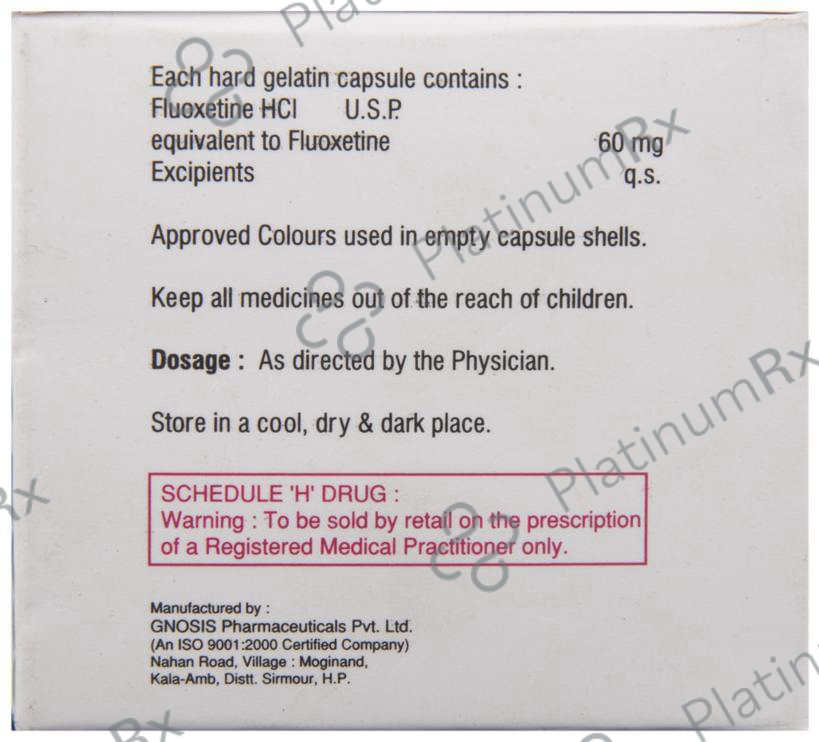 Each hard gelatin capsule contains :
Fluoxetine HCl U.S.P.
equivalent to Fluoxetine 60 mg
Excipients q.s.
Approved Colours used in empty capsule shells.
Keep all medicines out of the reach of children.
Dosage : As directed by the Physician.
Store in a cool, dry & dark place.
SCHEDULE 'H' DRUG :
Warning : To be sold by retail on the prescription
of a Registered Medical Practitioner only.
Manufactured by :
GNOSIS Pharmaceuticals Pvt. Ltd.
(An ISO 9001:2000 Certified Company)
Nahan Road, Village : Moginand,
Kala-Amb, Distt. Sirmour, H.P.
PlatinumRx
PlatinumRx